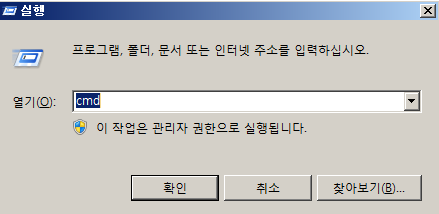 실행
프로그램, 폴더, 문서 또는 인터넷 주소를 입력하십시오.
열기(O): cmd
이 작업은 관리자 권한으로 실행됩니다.
확인 취소 찾아보기(B)...